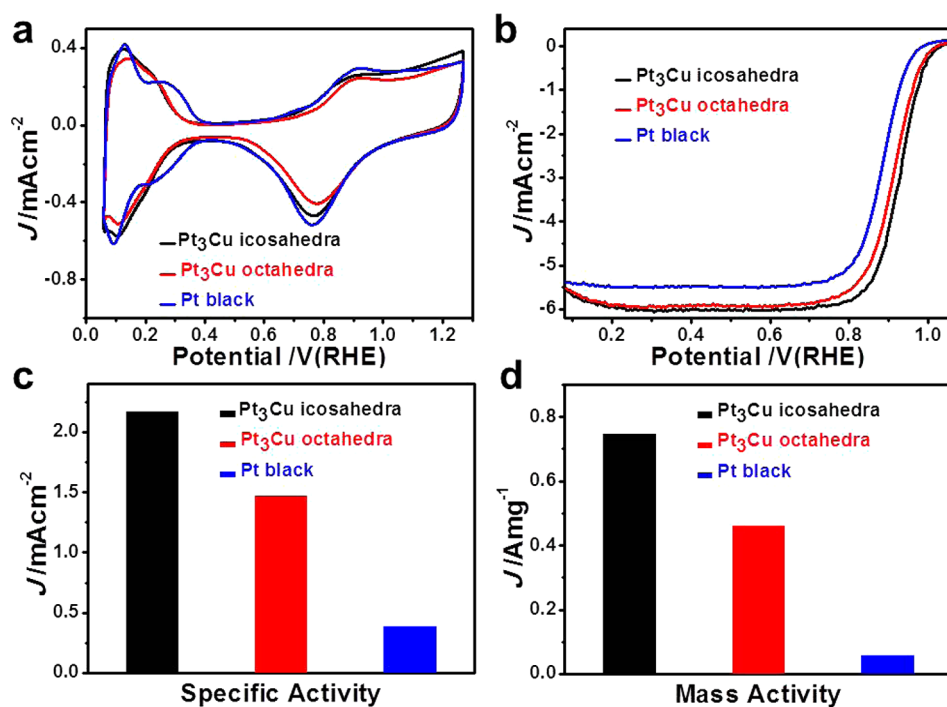 a
J/mAcm-2
0.4
0.0
-0.4
-0.8
Pt3Cu icosahedra
Pt3Cu octahedra
Pt black
0.0 0.2 0.4 0.6 0.8 1.0 1.2
Potential /V(RHE)
b
J/mAcm-2
0
-1
-2
-3
-4
-5
-6
Pt3Cu icosahedra
Pt3Cu octahedra
Pt black
0.2 0.4 0.6 0.8 1.0
Potential /V(RHE)
c
J/mAcm-2
2.0
1.5
1.0
0.5
0.0
Pt3Cu icosahedra
Pt3Cu octahedra
Pt black
Specific Activity
d
J/Amg-1
0.8
0.6
0.4
0.2
0.0
Pt3Cu icosahedra
Pt3Cu octahedra
Pt black
Mass Activity